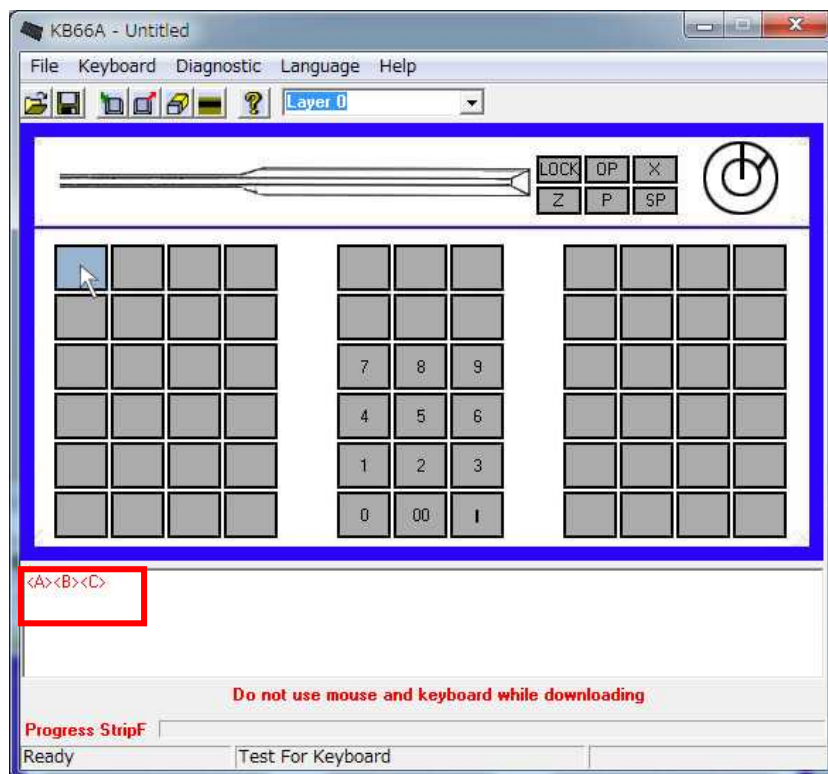 KB66A - Untitled
File Keyboard Diagnostic Language Help
Layer 0
LOCK OP X
Z P SP
7 8 9
4 5 6
1 2 3
0 00 .
<A><B><C>
Do not use mouse and keyboard while downloading
Progress StripF
Ready Test For Keyboard